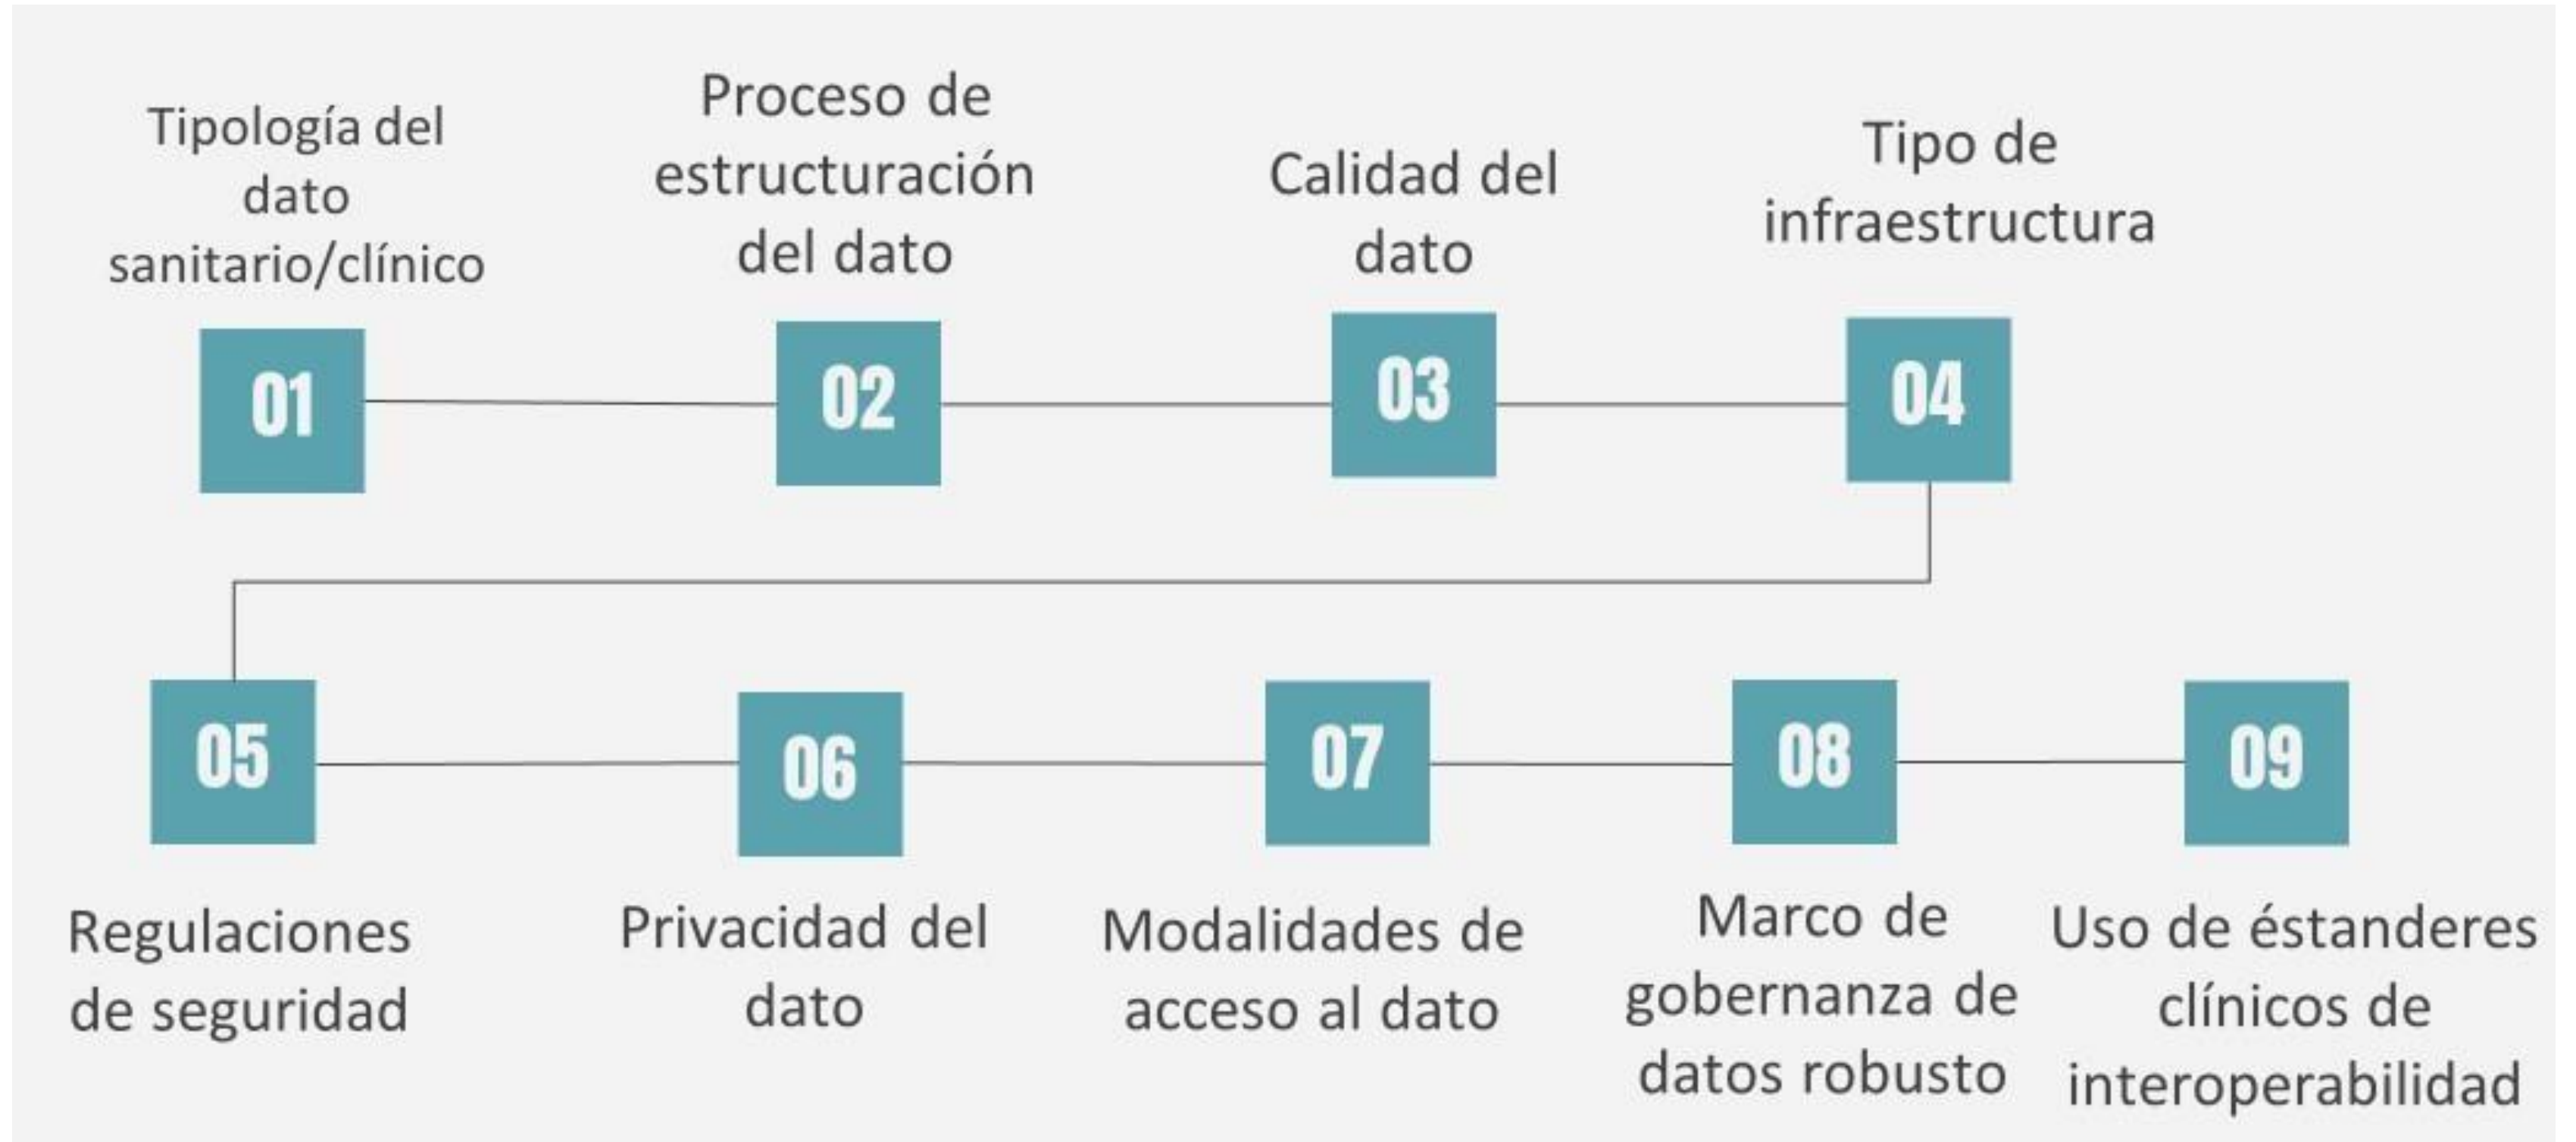 Tipología del
dato
sanitario/clínico
01
Proceso de
estructuración
del dato
02
Calidad del
dato
03
Tipo de
infraestructura
04
05
Regulaciones
de seguridad
06
Privacidad del
dato
07
Modalidades de
acceso al dato
08
Marco de
gobernanza de
datos robusto
09
Uso de éstanderes
clínicos de
interoperabilidad